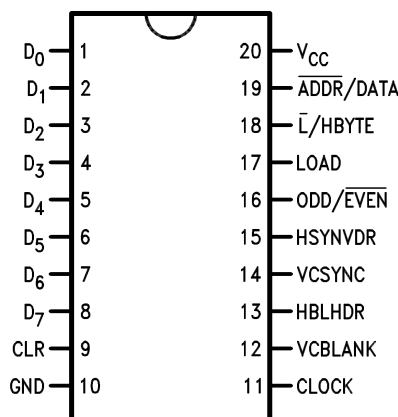 D0 1 20 VCC
D1 2 19 A̅D̅D̅R̅/DATA
D2 3 18 L̅/HBYTE
D3 4 17 LOAD
D4 5 16 ODD/E̅V̅E̅N̅
D5 6 15 HSYNVDR
D6 7 14 VCSYNC
D7 8 13 HBLHDR
CLR 9 12 VCBLANK
GND 10 11 CLOCK